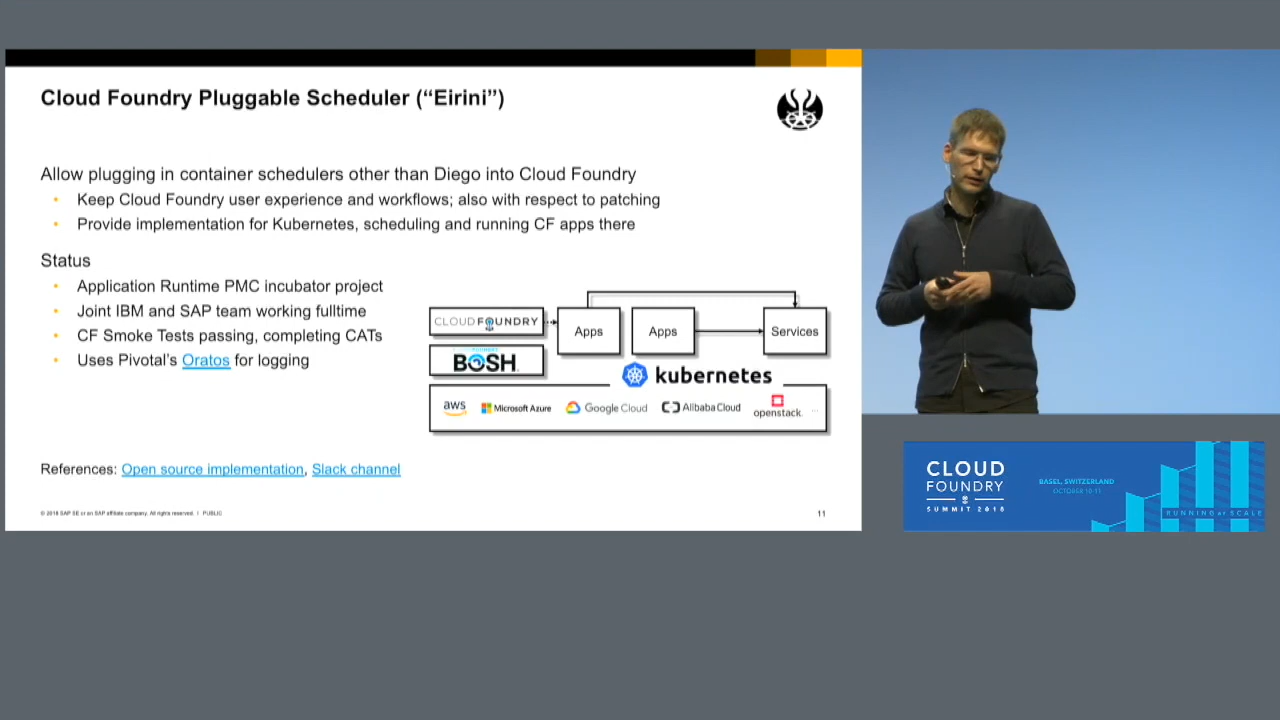 Cloud Foundry Pluggable Scheduler (“Eirini”)
Allow plugging in container schedulers other than Diego into Cloud Foundry
• Keep Cloud Foundry user experience and workflows; also with respect to patching
• Provide implementation for Kubernetes, scheduling and running CF apps there
Status
• Application Runtime PMC incubator project
• Joint IBM and SAP team working fulltime
• CF Smoke Tests passing, completing CATs
• Uses Pivotal’s Oratos for logging
CLOUDFOUNDRY
Apps
Apps
Services
BOSH
kubernetes
aws
Microsoft Azure
Google Cloud
Alibaba Cloud
openstack.
...
References: Open source implementation, Slack channel
© 2018 SAP SE or an SAP affiliate company. All rights reserved. I PUBLIC
11
CLOUD
FOUNDRY
SUMMIT 2018
BASEL, SWITZERLAND
OCTOBER 10-11
RUNNING AT SCALE